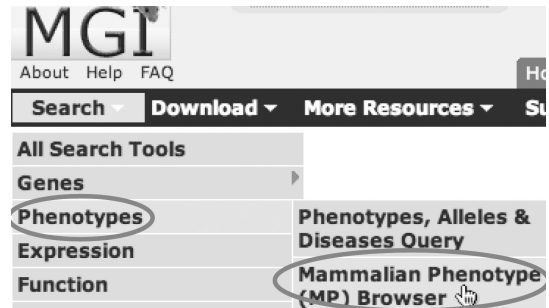 MGI
About Help FAQ
Search Download More Resources
All Search Tools
Genes
Phenotypes
Phenotypes, Alleles &
Diseases Query
Expression
Mammalian Phenotype
(MP) Browser
Function